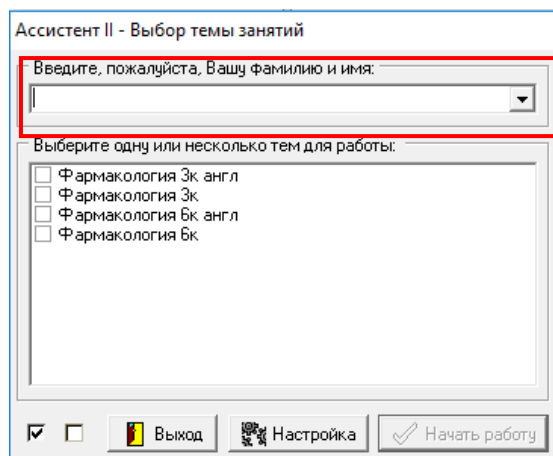 Ассистент II - Выбор темы занятий
Введите, пожалуйста, Вашу фамилию и имя:
Выберите одну или несколько тем для работы:
Фармакология 3к англ
Фармакология 3к
Фармакология 6к англ
Фармакология 6к
Выход Настройка Начать работу